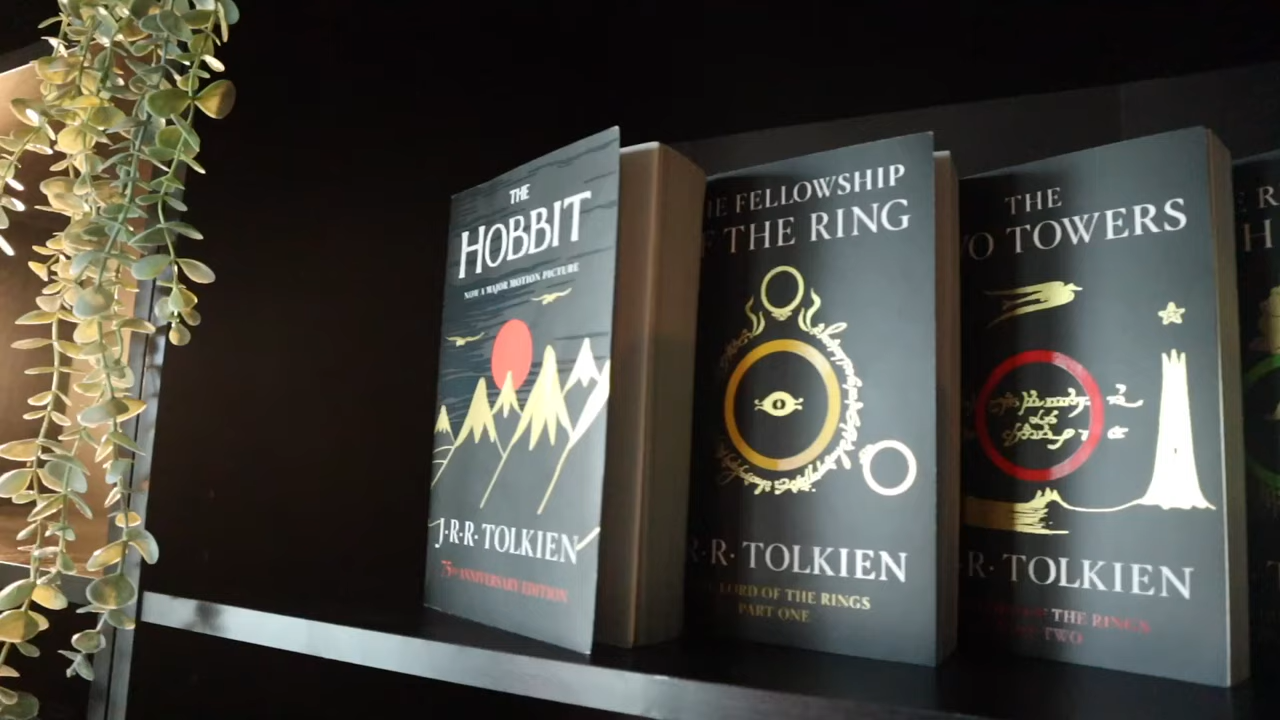 THE
HOBBIT
NOW A MAJOR MOTION PICTURE
J·R·R· TOLKIEN
75TH ANNIVERSARY EDITION
E FELLOWSHIP
F THE RING
R·R· TOLKIEN
LORD OF THE RINGS
PART ONE
THE
O TOWERS
R· TOLKIEN
THE RINGS
TWO
E R
H